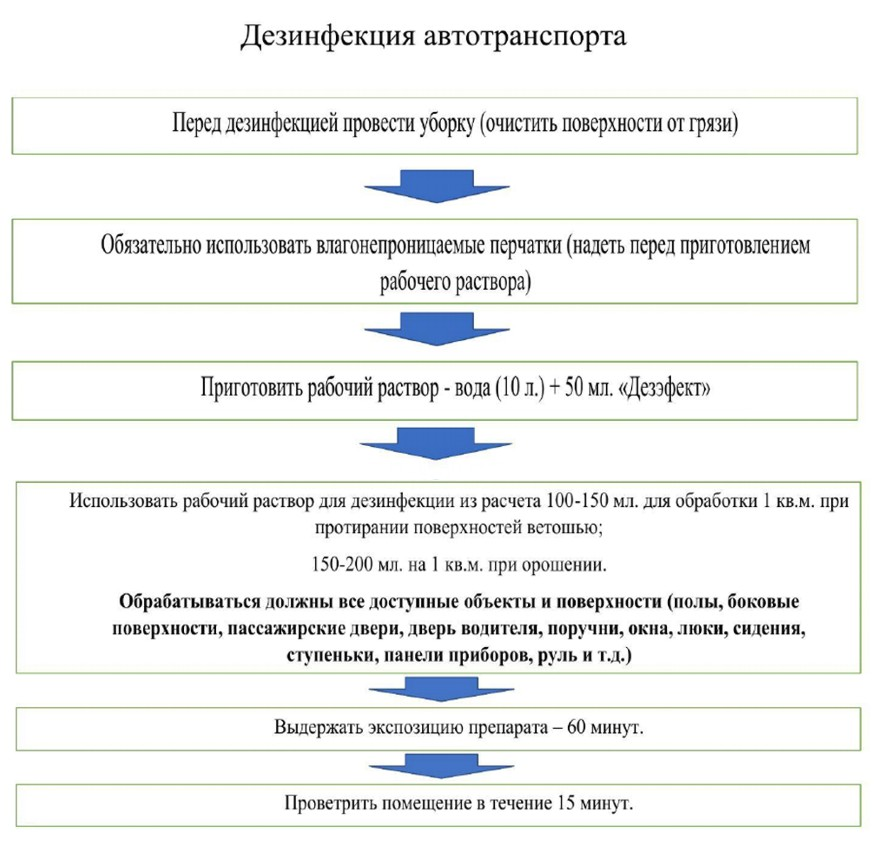 Дезинфекция автотранспорта
Перед дезинфекцией провести уборку (очистить поверхности от грязи)
Обязательно использовать влагонепроницаемые перчатки (надеть перед приготовлением
рабочего раствора)
Приготовить рабочий раствор - вода (10 л.) + 50 мл. «Дезэфект»
Использовать рабочий раствор для дезинфекции из расчета 100-150 мл. для обработки 1 кв.м. при
протирании поверхностей ветошью;
150-200 мл. на 1 кв.м. при орошении.
Обрабатываться должны все доступные объекты и поверхности (полы, боковые
поверхности, пассажирские двери, дверь водителя, поручни, окна, люки, сидения,
ступеньки, панели приборов, руль и т.д.)
Выдержать экспозицию препарата – 60 минут.
Проветрить помещение в течение 15 минут.